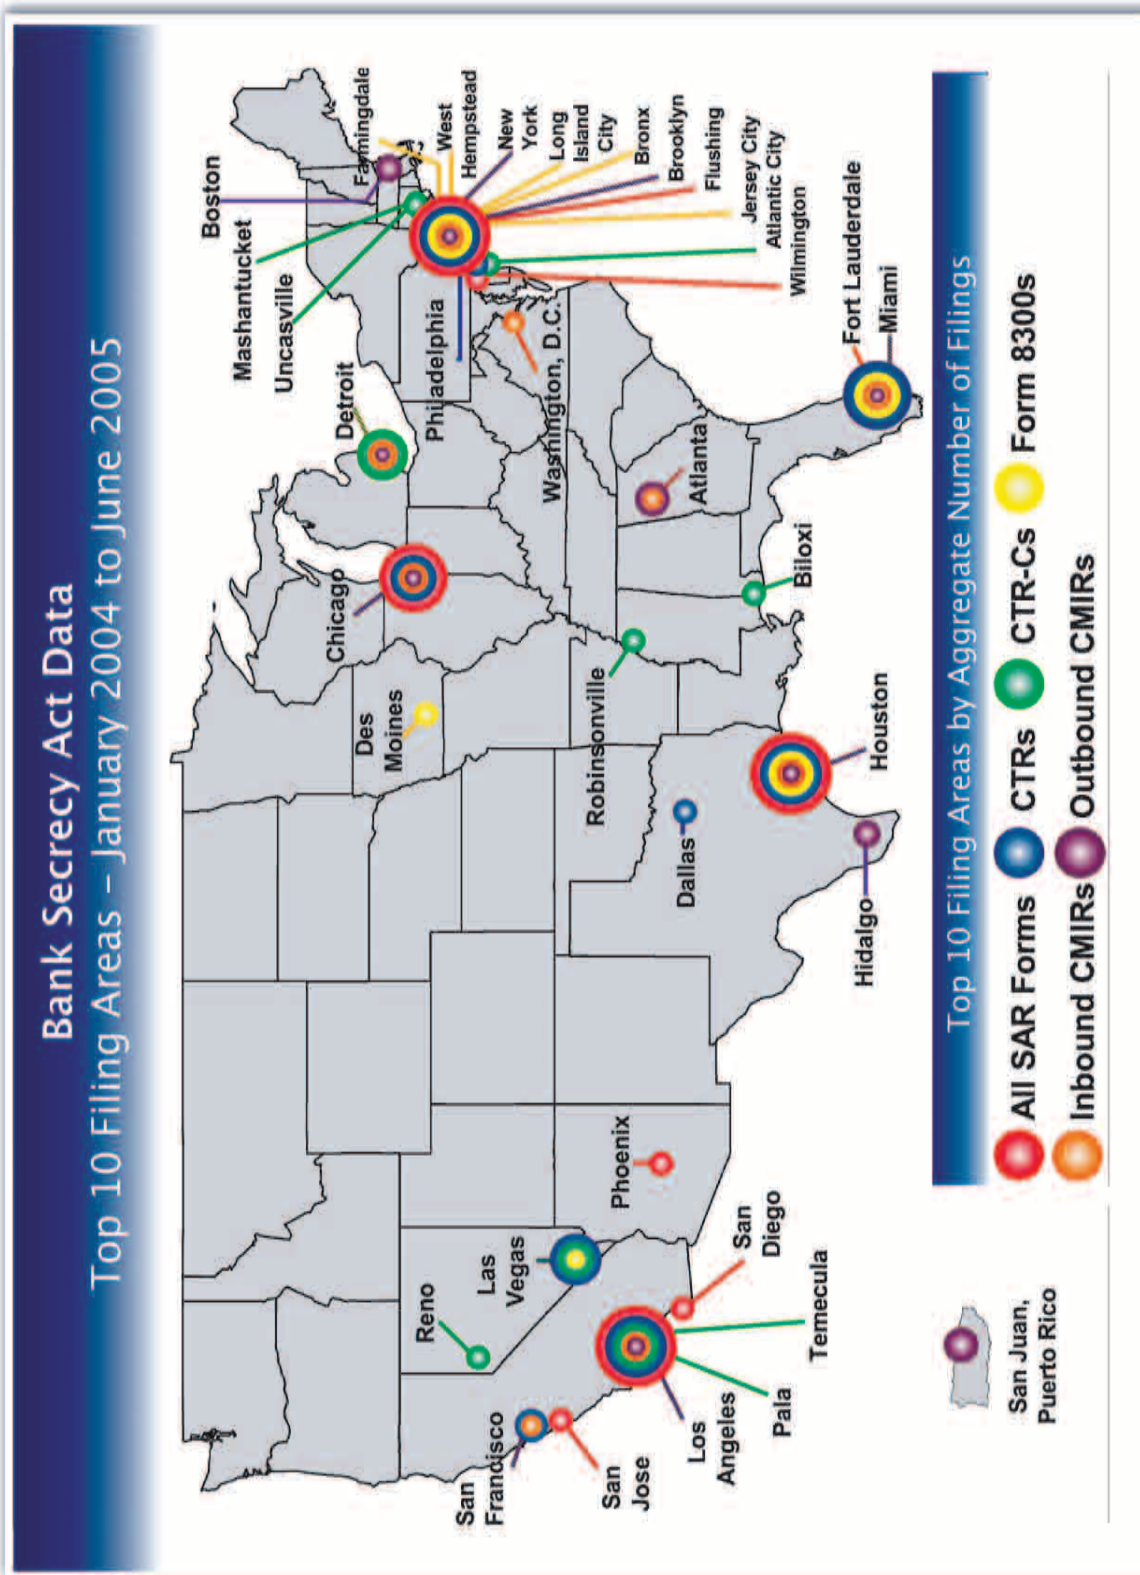 Bank Secrecy Act Data
Top 10 Filing Areas – January 2004 to June 2005
Boston
Mashantucket
Uncasville
Detroit
Chicago
Des
Moines
Farmingdale
West
Hempstead
New
York
Long
Island
City
Bronx
Brooklyn
Flushing
Jersey City
Atlantic City
Wilmington
Philadelphia
Washington, D.C.
Fort Lauderdale
Miami
Atlanta
Biloxi
Robinsonville
Dallas
Houston
Hidalgo
Phoenix
Las
Vegas
Reno
San
Francisco
San
Jose
Los
Angeles
Pala
Temecula
San
Diego
San Juan,
Puerto Rico
Top 10 Filing Areas by Aggregate Number of Filings
All SAR Forms
CTRs
CTR-Cs
Form 8300s
Inbound CMIRs
Outbound CMIRs